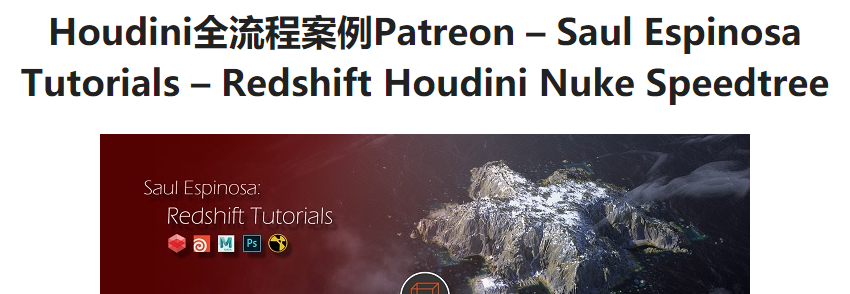 Houdini全流程案例Patreon – Saul Espinosa
Tutorials – Redshift Houdini Nuke Speedtree
Saul Espinosa:
Redshift Tutorials
M
Ps